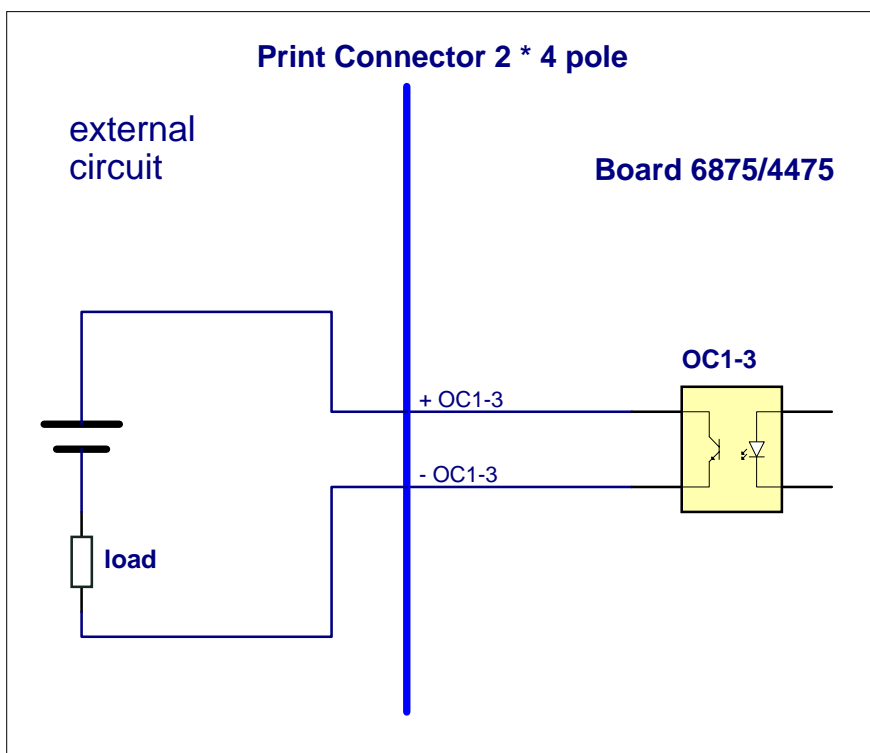 Print Connector 2 * 4 pole
external
circuit
Board 6875/4475
OC1-3
+ OC1-3
- OC1-3
load